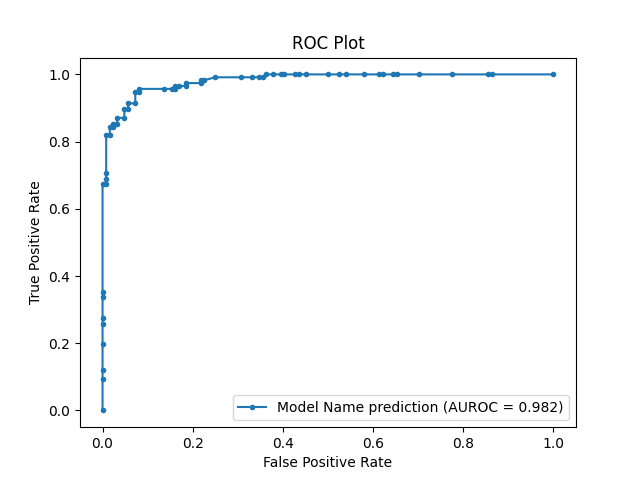 ROC Plot
1.0
0.8
0.6
0.4
0.2
0.0
True Positive Rate
Model Name prediction (AUROC = 0.982)
0.0 0.2 0.4 0.6 0.8 1.0
False Positive Rate